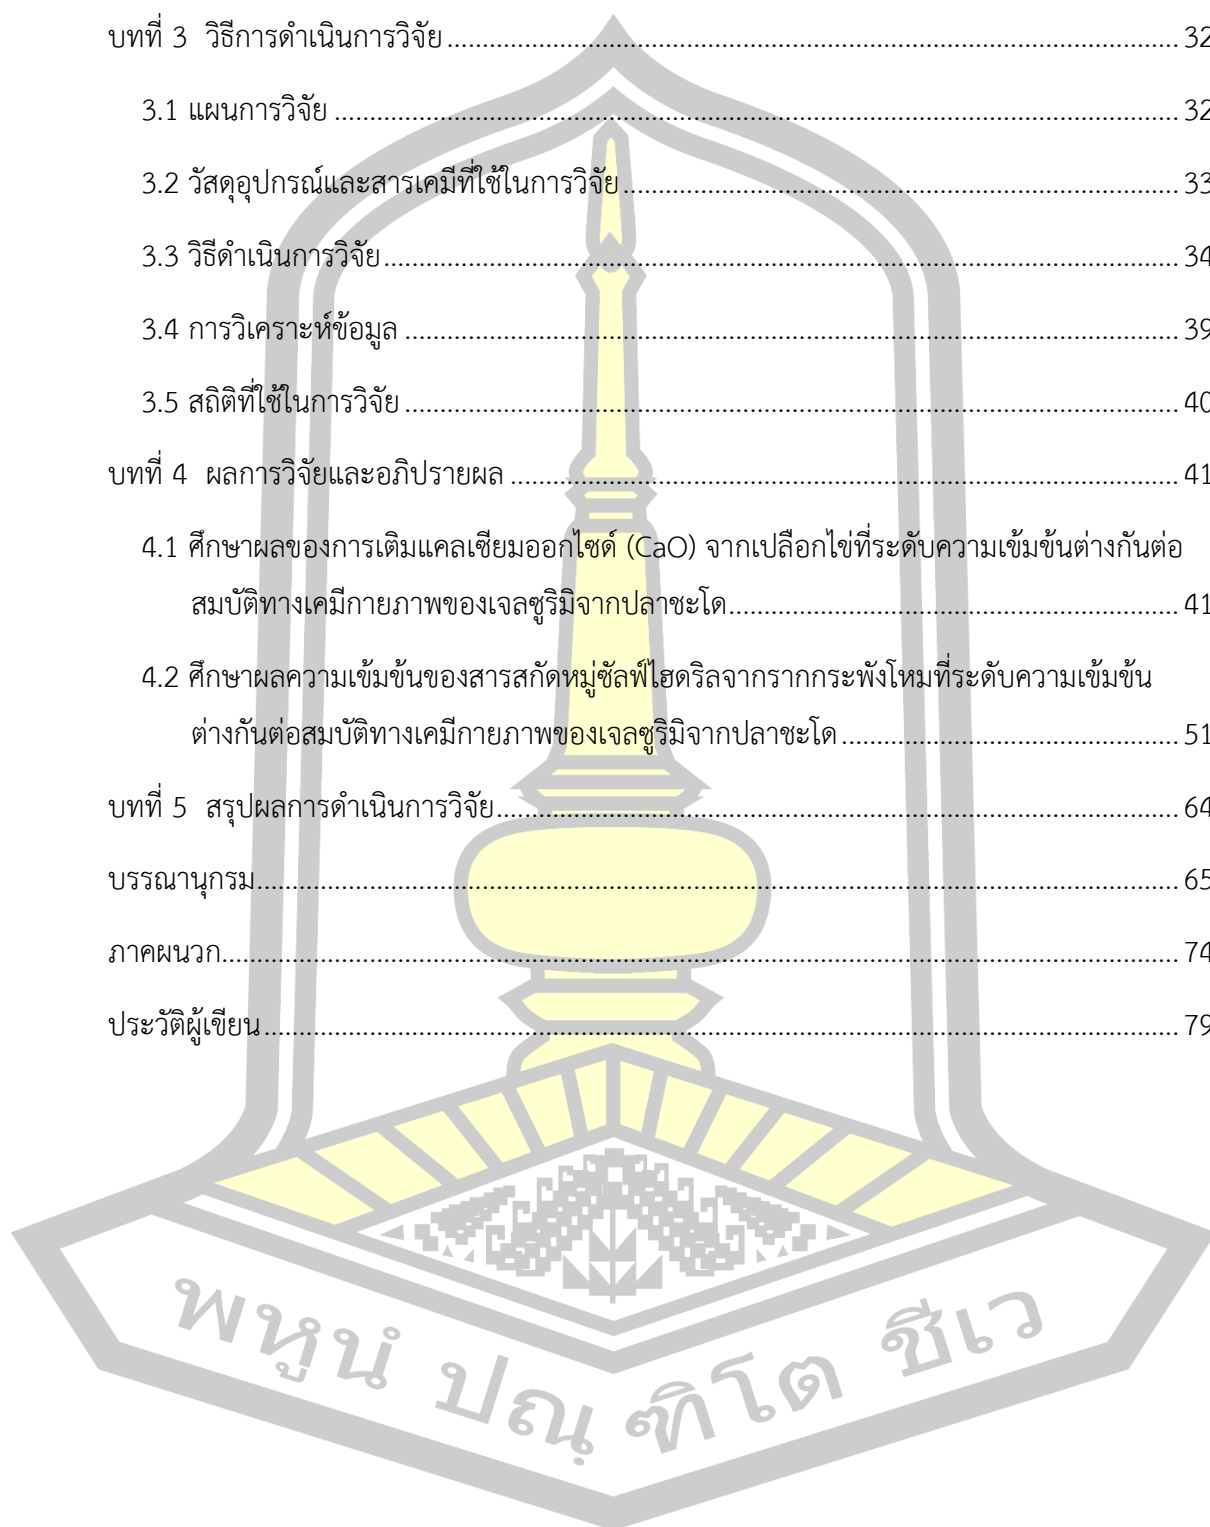 บทที่ 3 วิธีการดำเนินการวิจัย.................................................. 32
3.1 แผนการวิจัย.................................................. 32
3.2 วัสดุอุปกรณ์และสารเคมีที่ใช้ในการวิจัย.................................................. 33
3.3 วิธีดำเนินการวิจัย.................................................. 34
3.4 การวิเคราะห์ข้อมูล.................................................. 39
3.5 สถิติที่ใช้ในการวิจัย.................................................. 40
บทที่ 4 ผลการวิจัยและอภิปรายผล.................................................. 41
4.1 ศึกษาผลของการเติมแคลเซียมออกไซด์ (CaO) จากเปลือกไข่ที่ระดับความเข้มข้นต่างกันต่อ
สมบัติทางเคมีกายภาพของเจลซูริมิจากปลาชะโด.................................................. 41
4.2 ศึกษาผลความเข้มข้นของสารสกัดหมู่ซัลฟ์ไฮดริลจากรากกระพังโหมที่ระดับความเข้มข้น
ต่างกันต่อสมบัติทางเคมีกายภาพของเจลซูริมิจากปลาชะโด.................................................. 51
บทที่ 5 สรุปผลการดำเนินการวิจัย.................................................. 64
บรรณานุกรม.................................................. 65
ภาคผนวก.................................................. 74
ประวัติผู้เขียน.................................................. 79
พหูนํ ปณฺฑิโต ชีเว